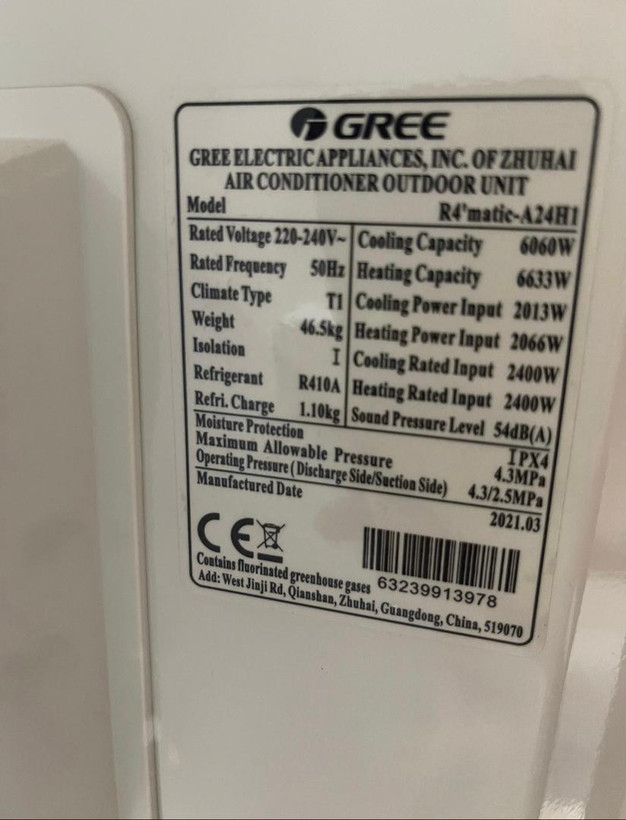 GREE
GREE ELECTRIC APPLIANCES, INC. OF ZHUHAI
AIR CONDITIONER OUTDOOR UNIT
Model R4'matic-A24H1
Rated Voltage 220-240V~ Cooling Capacity 6060W
Rated Frequency 50Hz Heating Capacity 6633W
Climate Type T1 Cooling Power Input 2013W
Weight 46.5kg Heating Power Input 2066W
Isolation I Cooling Rated Input 2400W
Refrigerant R410A Heating Rated Input 2400W
Refri. Charge 1.10kg Sound Pressure Level 54dB(A)
Moisture Protection IPX4
Maximum Allowable Pressure 4.3MPa
Operating Pressure (Discharge Side/Suction Side) 4.3/2.5MPa
Manufactured Date 2021.03
CE
63239913978
Contains fluorinated greenhouse gases
Add: West Jinji Rd, Qianshan, Zhuhai, Guangdong, China, 519070